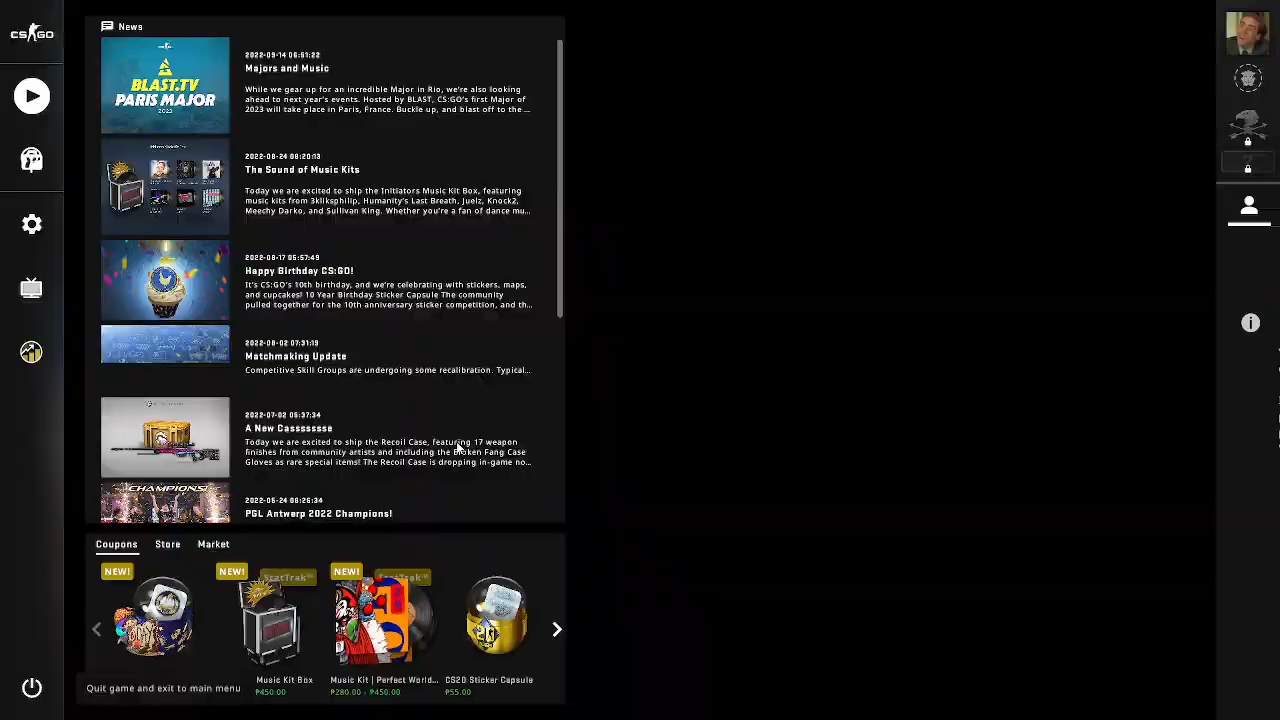 CS GO
News
BLAST.TV
PARIS MAJOR
2023
2022-09-14 06:51:22
Majors and Music
While we gear up for an incredible Major in Rio, we're also looking
ahead to next year's events. Hosted by BLAST, CS:GO's first Major of
2023 will take place in Paris, France. Buckle up, and blast off to the ...
2022-08-24 08:20:13
The Sound of Music Kits
Today we are excited to ship the Initiators Music Kit Box, featuring
music kits from 3kliksphilip, Humanity's Last Breath, Juelz, Knock2,
Meechy Darko, and Sullivan King. Whether you're a fan of dance mu...
2022-08-17 05:57:49
Happy Birthday CS:GO!
It's CS:GO's 10th birthday, and we're celebrating with stickers, maps,
and cupcakes! 10 Year Birthday Sticker Capsule The community
pulled together for the 10th anniversary sticker competition, and th...
2022-08-02 07:31:19
Matchmaking Update
Competitive Skill Groups are undergoing some recalibration. Typical...
2022-07-02 05:37:34
A New Casssssse
Today we are excited to ship the Recoil Case, featuring 17 weapon
finishes from community artists and including the Broken Fang Case
Gloves as rare special items! The Recoil Case is dropping in-game no...
CHAMPIONS
2022-05-24 08:26:34
PGL Antwerp 2022 Champions!
Coupons
Store
Market
NEW!
NEW!
StatTrak™
NEW!
StatTrak™
Quit game and exit to main menu
Music Kit Box
₱450.00
Music Kit | Perfect World...
₱280.00 - ₱450.00
CS20 Sticker Capsule
₱55.00